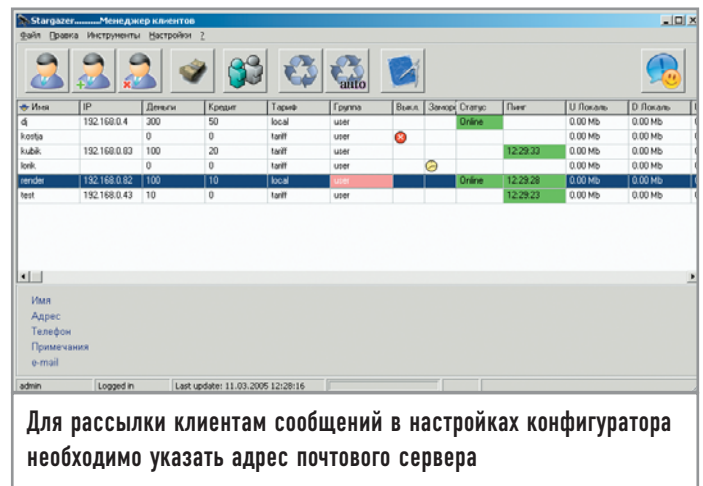 Stargazer.........Менеджер клиентов
Файл Правка Инструменты Настройки ?
auto
Имя IP Деньги Кредит Тариф Группа Выкл. Замор Статус Пинг U Локаль D Локаль
dj 192.168.0.4 300 50 local user Online 0.00 Mb 0.00 Mb
kostja 0 0 tariff user 0.00 Mb 0.00 Mb
kubik 192.168.0.83 100 20 tariff user 12:29:33 0.00 Mb 0.00 Mb
lorik 0 0 tariff user 0.00 Mb 0.00 Mb
render 192.168.0.82 100 10 local user Online 12:29:28 0.00 Mb 0.00 Mb
test 192.168.0.43 10 0 tariff user 12:29:23 0.00 Mb 0.00 Mb
Имя
Адрес
Телефон
Примечания
e-mail
admin Logged in Last update: 11.03.2005 12:28:16
Для рассылки клиентам сообщений в настройках конфигуратора
необходимо указать адрес почтового сервера